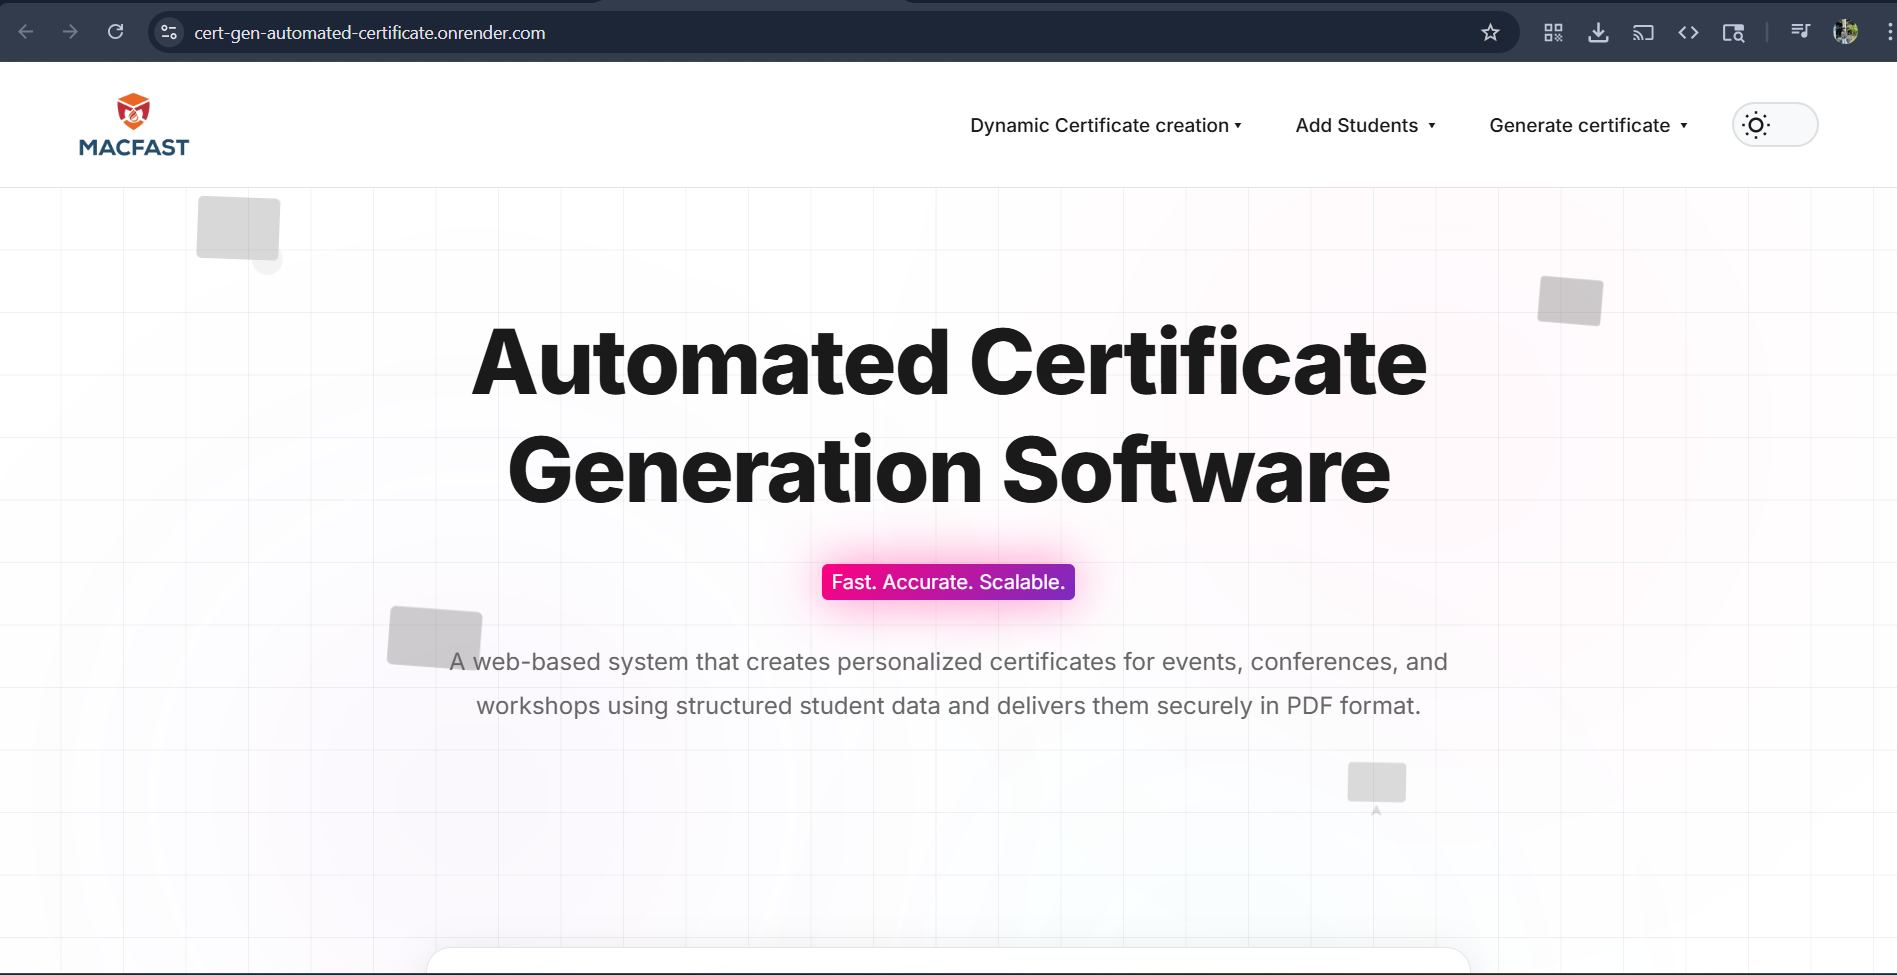 cert-gen-automated-certificate.onrender.com
MACFAST
Dynamic Certificate creation
Add Students
Generate certificate
Automated Certificate
Generation Software
Fast. Accurate. Scalable.
A web-based system that creates personalized certificates for events, conferences, and
workshops using structured student data and delivers them securely in PDF format.